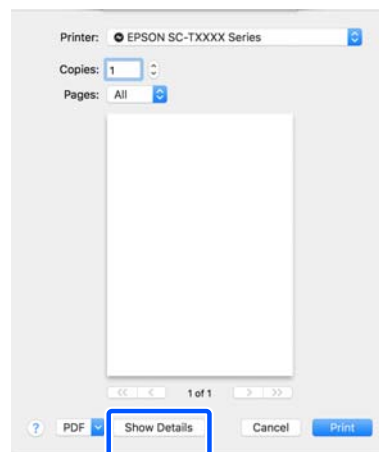 Printer: EPSON SC-TXXXX Series
Copies: 1
Pages: All
<< < 1 of 1 > >>
? PDF Show Details Cancel Print